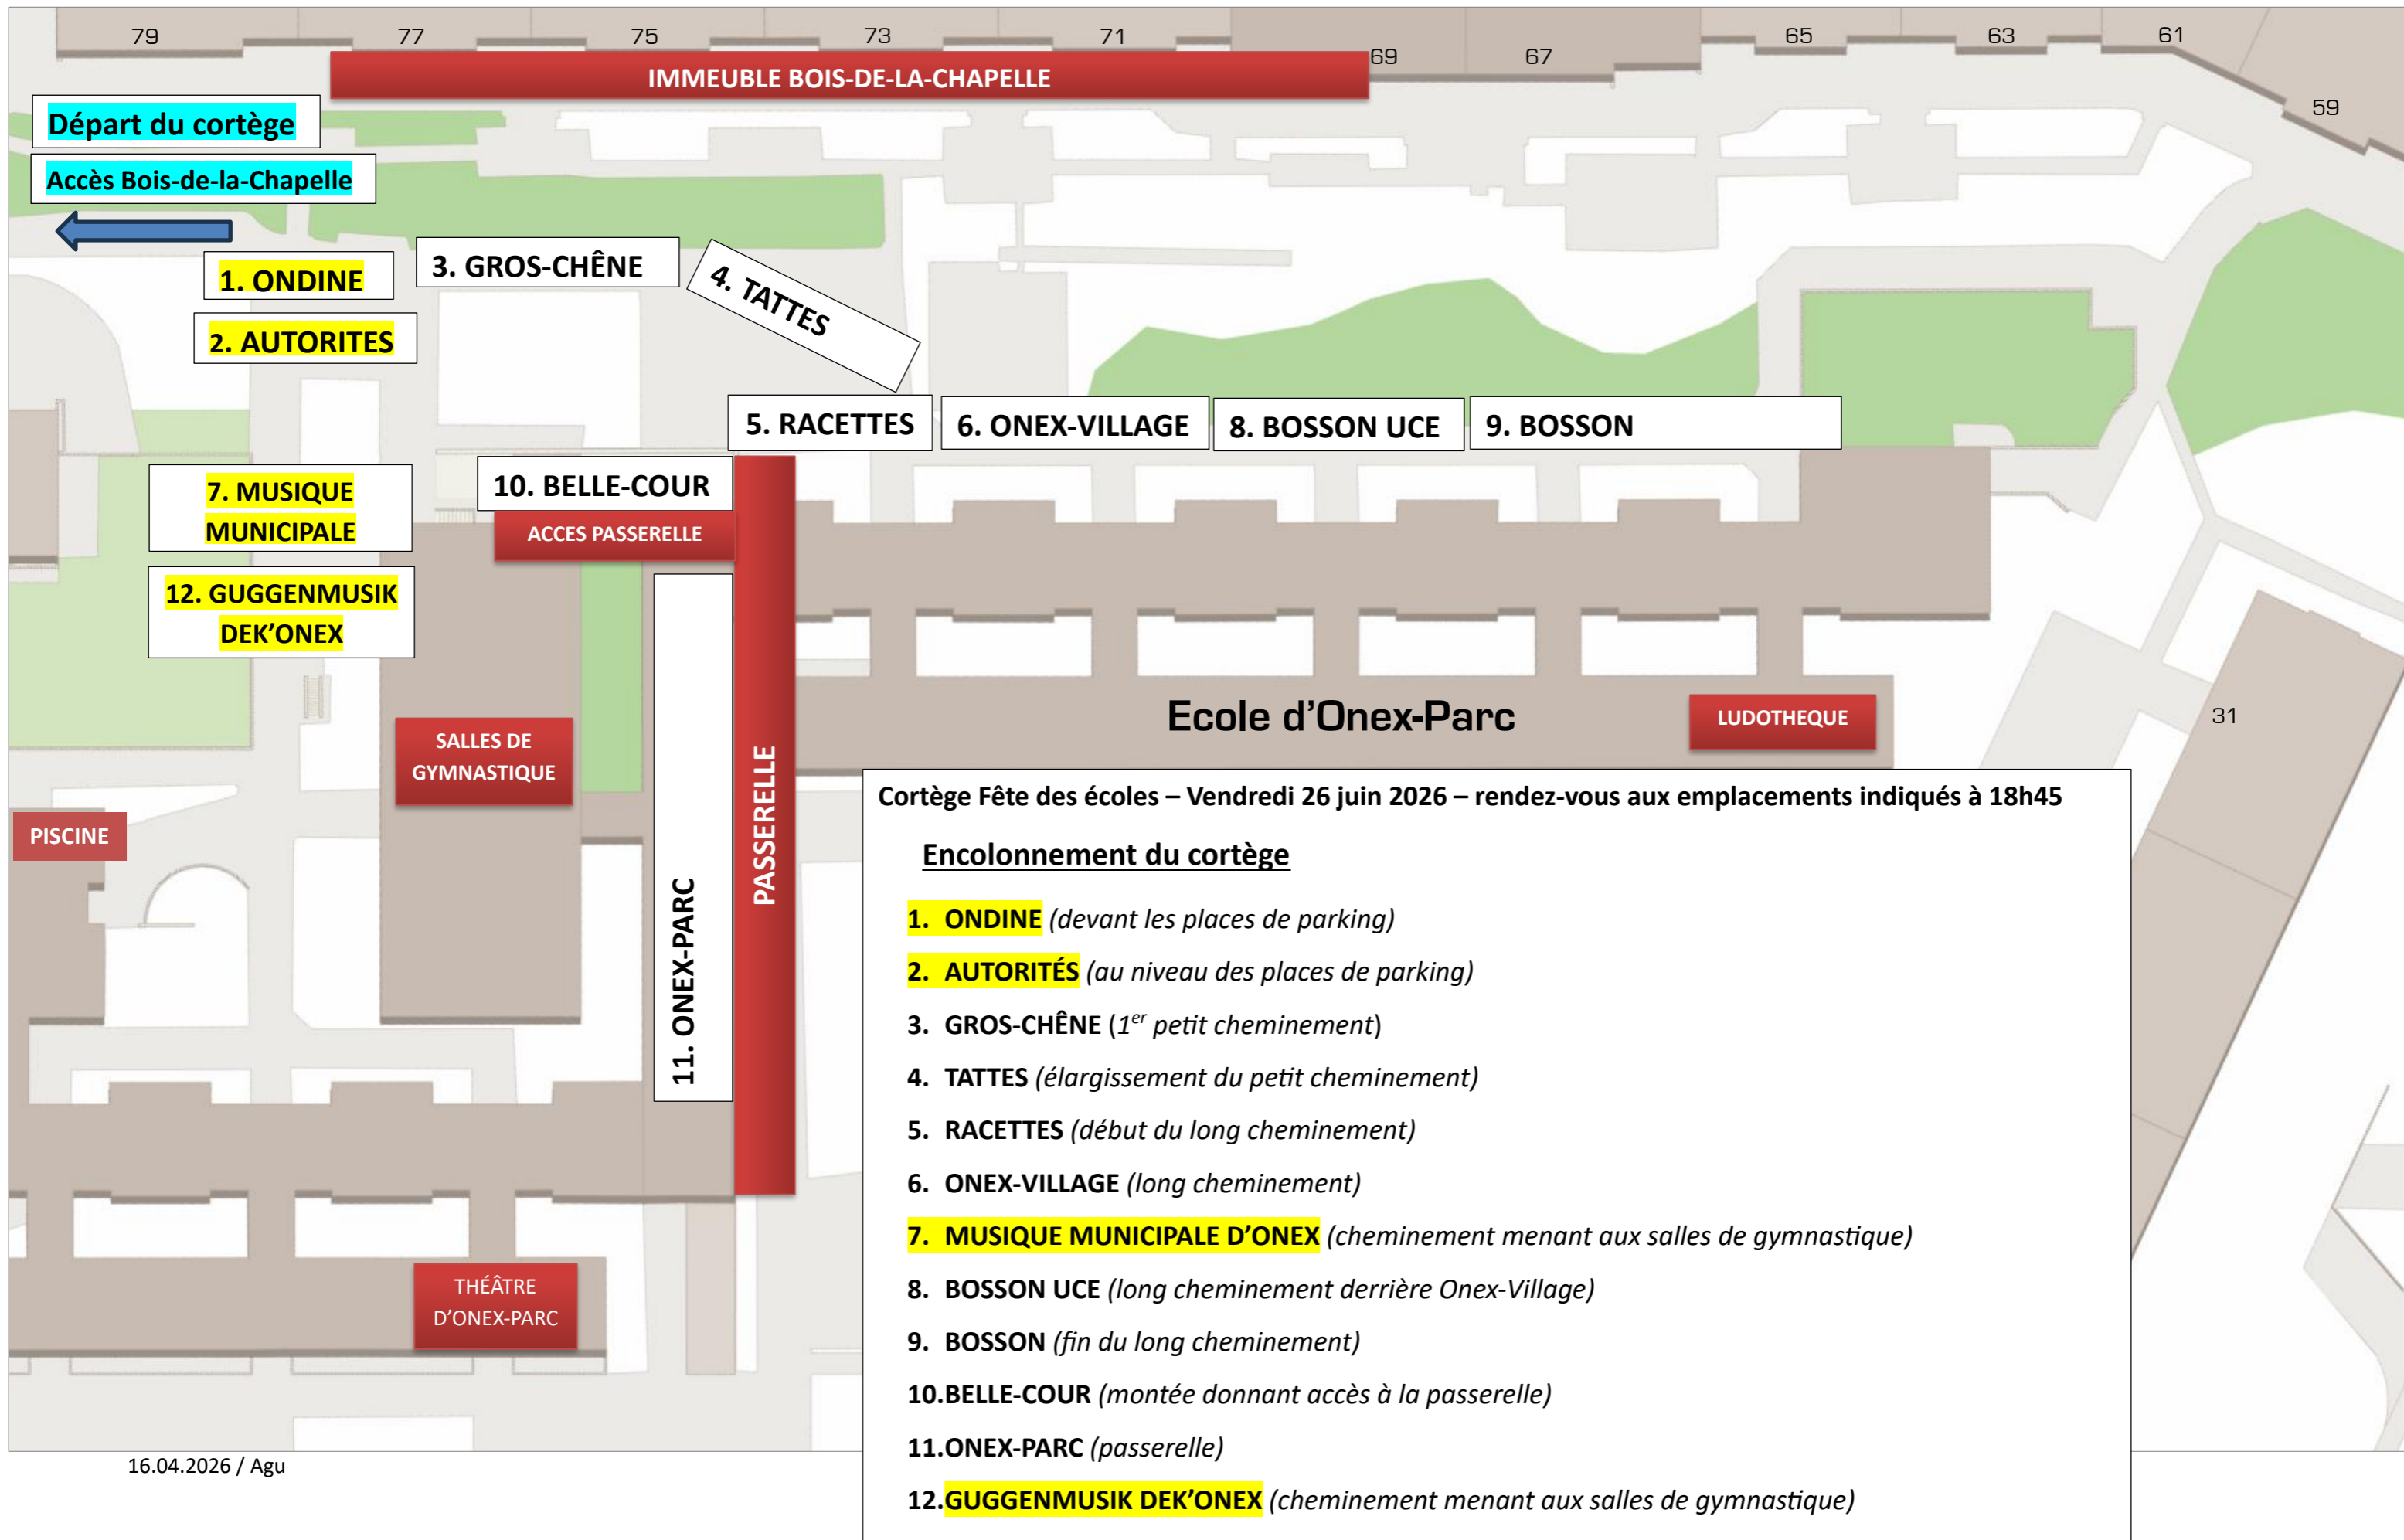 79
77
75
73
71
69
67
65
63
61
59
IMMEUBLE BOIS-DE-LA-CHAPELLE
Départ du cortège
Accès Bois-de-la-Chapelle
1. ONDINE
2. AUTORITES
3. GROS-CHÊNE
4. TATTES
5. RACETTES
6. ONEX-VILLAGE
8. BOSSON UCE
9. BOSSON
7. MUSIQUE
MUNICIPALE
10. BELLE-COUR
ACCES PASSERELLE
12. GUGGENMUSIK
DEK'ONEX
11. ONEX-PARC
PASSERELLE
SALLES DE
GYMNASTIQUE
Ecole d'Onex-Parc
LUDOTHEQUE
31
PISCINE
THÉÂTRE
D'ONEX-PARC
Cortège Fête des écoles – Vendredi 26 juin 2026 – rendez-vous aux emplacements indiqués à 18h45
Encolonnement du cortège
1. ONDINE (devant les places de parking)
2. AUTORITÉS (au niveau des places de parking)
3. GROS-CHÊNE (1er petit cheminement)
4. TATTES (élargissement du petit cheminement)
5. RACETTES (début du long cheminement)
6. ONEX-VILLAGE (long cheminement)
7. MUSIQUE MUNICIPALE D'ONEX (cheminement menant aux salles de gymnastique)
8. BOSSON UCE (long cheminement derrière Onex-Village)
9. BOSSON (fin du long cheminement)
10.BELLE-COUR (montée donnant accès à la passerelle)
11.ONEX-PARC (passerelle)
12.GUGGENMUSIK DEK'ONEX (cheminement menant aux salles de gymnastique)
16.04.2026 / Agu